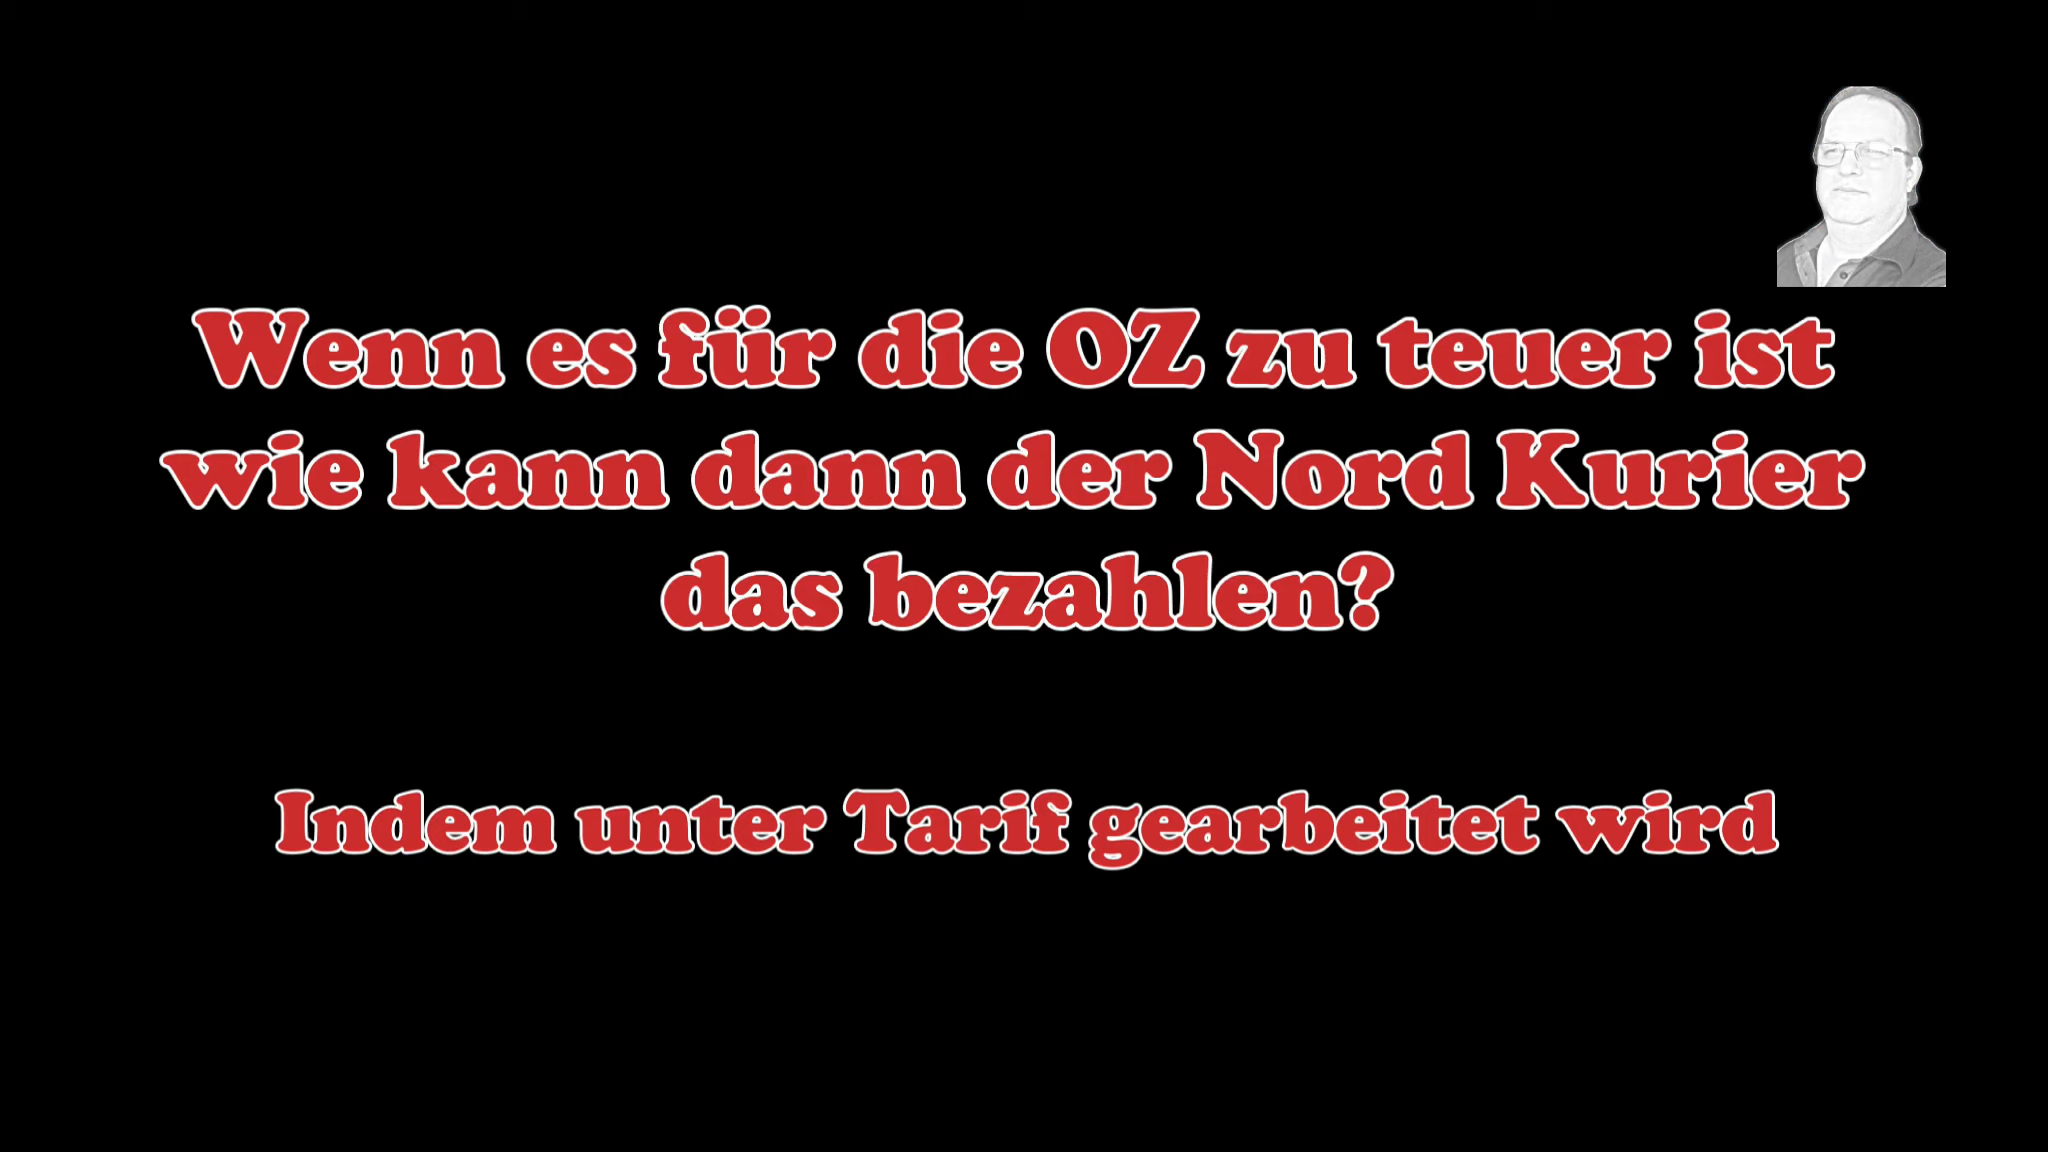 Wenn es für die OZ zu teuer ist
wie kann dann der Nord Kurier
das bezahlen?
Indem unter Tarif gearbeitet wird